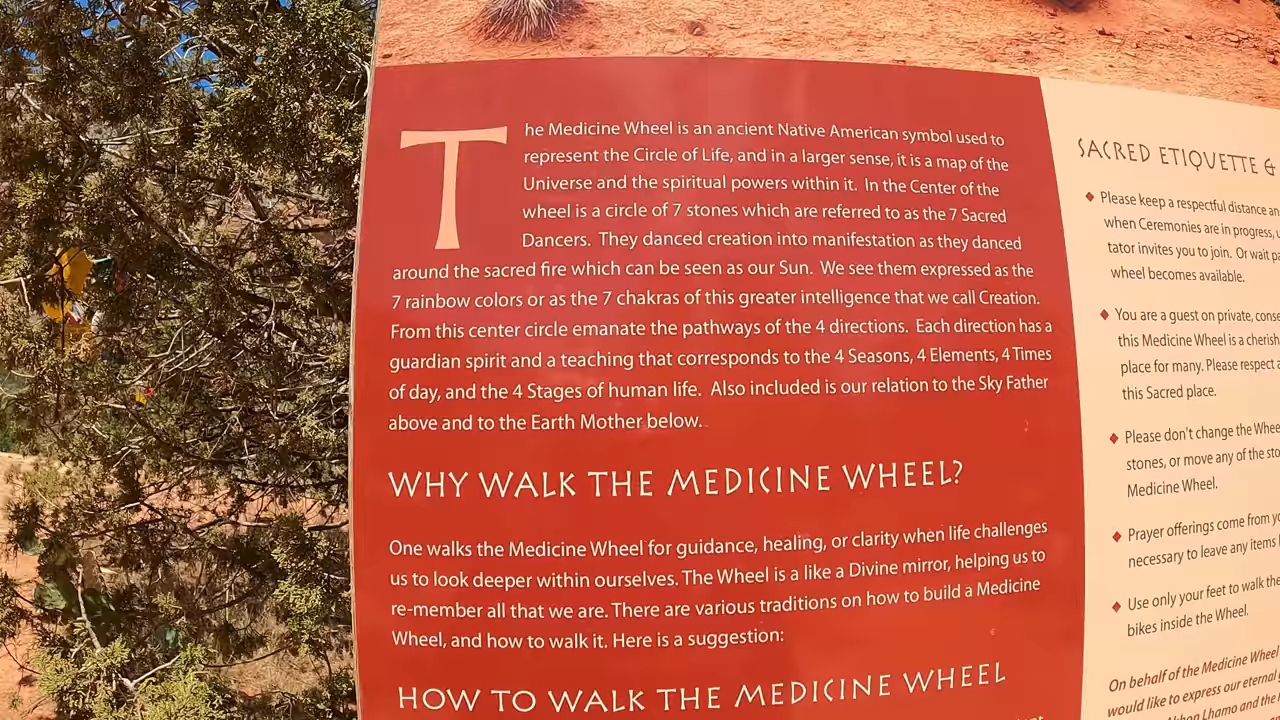 The Medicine Wheel is an ancient Native American symbol used to
represent the Circle of Life, and in a larger sense, it is a map of the
Universe and the spiritual powers within it. In the Center of the
wheel is a circle of 7 stones which are referred to as the 7 Sacred
Dancers. They danced creation into manifestation as they danced
around the sacred fire which can be seen as our Sun. We see them expressed as the
7 rainbow colors or as the 7 chakras of this greater intelligence that we call Creation.
From this center circle emanate the pathways of the 4 directions. Each direction has a
guardian spirit and a teaching that corresponds to the 4 Seasons, 4 Elements, 4 Times
of day, and the 4 Stages of human life. Also included is our relation to the Sky Father
above and to the Earth Mother below.
WHY WALK THE MEDICINE WHEEL?
One walks the Medicine Wheel for guidance, healing, or clarity when life challenges
us to look deeper within ourselves. The Wheel is a like a Divine mirror, helping us to
re-member all that we are. There are various traditions on how to build a Medicine
Wheel, and how to walk it. Here is a suggestion:
HOW TO WALK THE MEDICINE WHEEL
SACRED ETIQUETTE &
Please keep a respectful distance
when Ceremonies are in progress,
tator invites you to join. Or wait
wheel becomes available.
You are a guest on private,
this Medicine Wheel is a
place for many. Please respect
this Sacred place.
Please don't change the
stones, or move any of the
Medicine Wheel.
Prayer offerings come from
necessary to leave any items
Use only your feet to walk the
bikes inside the Wheel.
On behalf of the Medicine Wheel
would like to express our eternal
Lhamo and the